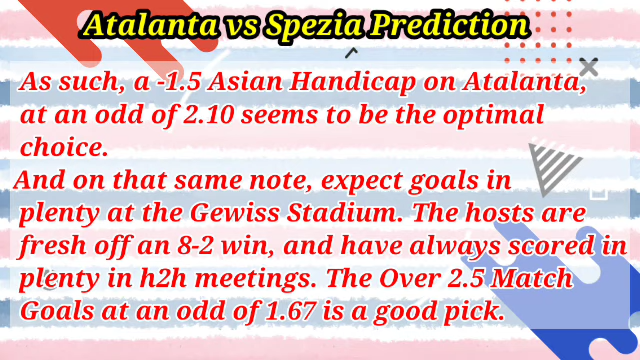 Atalanta vs Spezia Prediction
As such, a -1.5 Asian Handicap on Atalanta,
at an odd of 2.10 seems to be the optimal
choice.
And on that same note, expect goals in
plenty at the Gewiss Stadium. The hosts are
fresh off an 8-2 win, and have always scored in
plenty in h2h meetings. The Over 2.5 Match
Goals at an odd of 1.67 is a good pick.